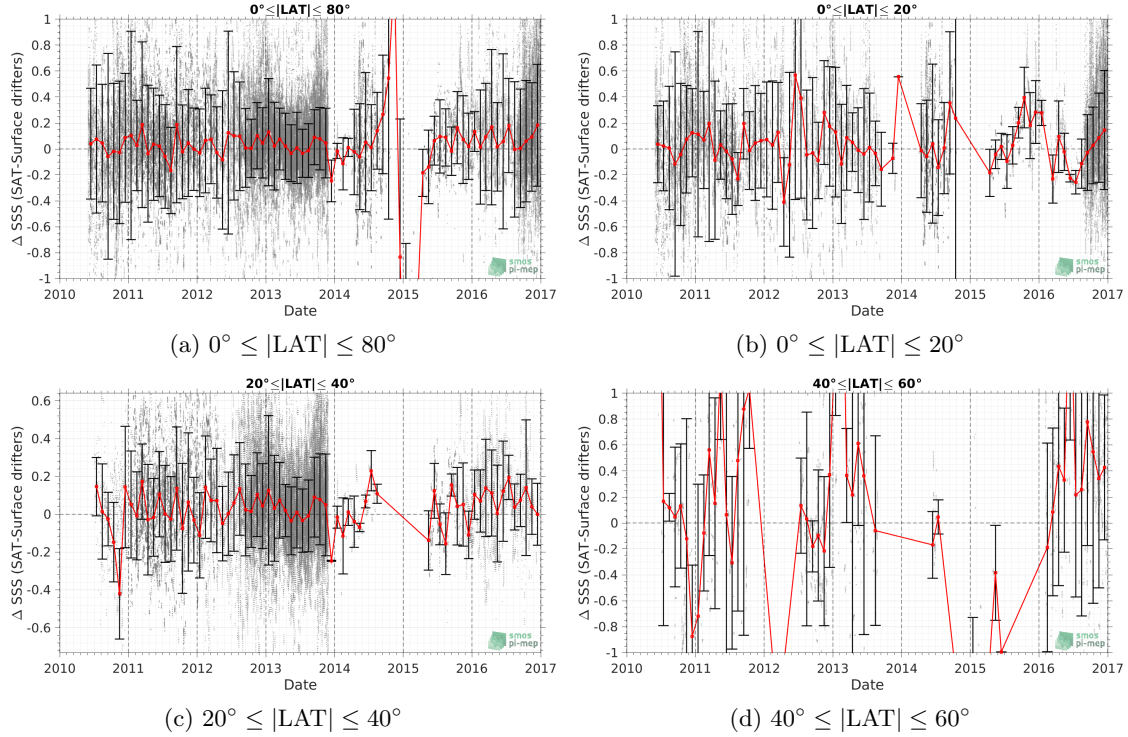 0°≤|LAT|≤ 80°
Δ SSS (SAT-Surface drifters)
1
0.8
0.6
0.4
0.2
0
-0.2
-0.4
-0.6
-0.8
-1
2010 2011 2012 2013 2014 2015 2016 2017
Date
smos
pi-mep
(a) 0° ≤ |LAT| ≤ 80°
0°≤|LAT|≤ 20°
Δ SSS (SAT-Surface drifters)
1
0.8
0.6
0.4
0.2
0
-0.2
-0.4
-0.6
-0.8
-1
2010 2011 2012 2013 2014 2015 2016 2017
Date
smos
pi-mep
(b) 0° ≤ |LAT| ≤ 20°
20°≤|LAT|≤ 40°
Δ SSS (SAT-Surface drifters)
0.6
0.4
0.2
0
-0.2
-0.4
-0.6
2010 2011 2012 2013 2014 2015 2016 2017
Date
smos
pi-mep
(c) 20° ≤ |LAT| ≤ 40°
40°≤|LAT|≤ 60°
Δ SSS (SAT-Surface drifters)
1
0.8
0.6
0.4
0.2
0
-0.2
-0.4
-0.6
-0.8
-1
2010 2011 2012 2013 2014 2015 2016 2017
Date
smos
pi-mep
(d) 40° ≤ |LAT| ≤ 60°